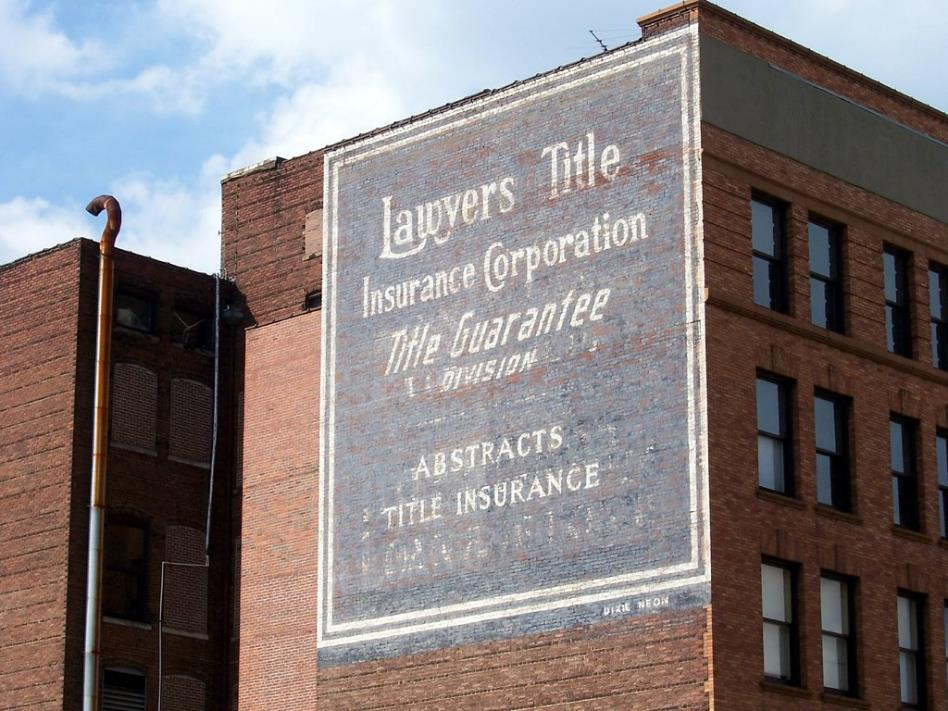 Lawyers Title
Insurance Corporation
Title Guarantee
DIVISION
ABSTRACTS
TITLE INSURANCE
DIXIE NEON